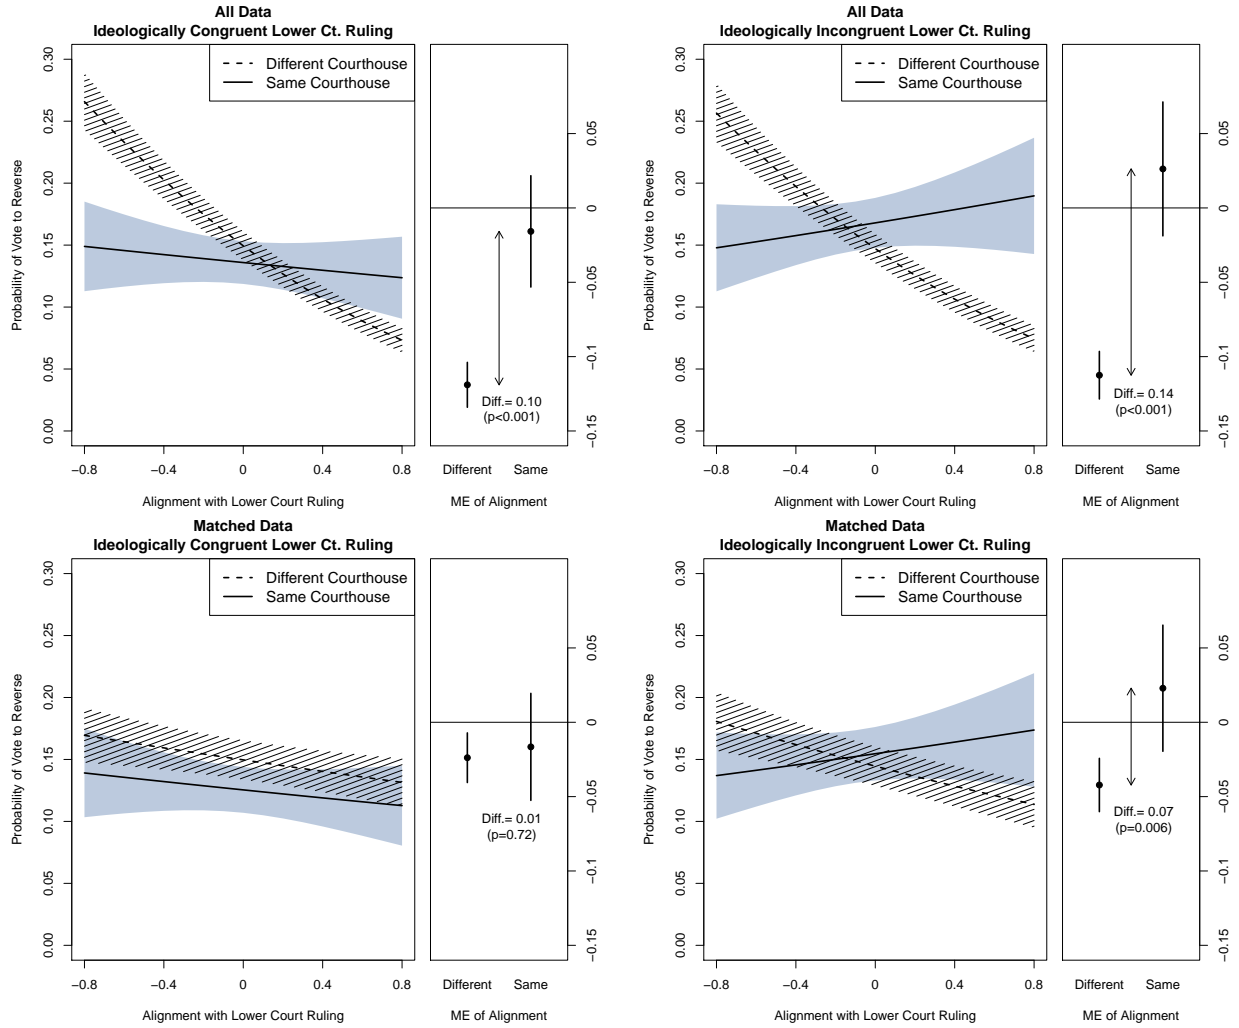 All Data
Ideologically Congruent Lower Ct. Ruling
Different Courthouse
Same Courthouse
Probability of Vote to Reverse
0.30
0.25
0.20
0.15
0.10
0.05
0.00
−0.8 −0.4 0 0.4 0.8
Alignment with Lower Court Ruling
0.05
0
−0.05
−0.1
−0.15
Diff.= 0.10
(p<0.001)
Different Same
ME of Alignment
All Data
Ideologically Incongruent Lower Ct. Ruling
Different Courthouse
Same Courthouse
Probability of Vote to Reverse
0.30
0.25
0.20
0.15
0.10
0.05
0.00
−0.8 −0.4 0 0.4 0.8
Alignment with Lower Court Ruling
0.05
0
−0.05
−0.1
−0.15
Diff.= 0.14
(p<0.001)
Different Same
ME of Alignment
Matched Data
Ideologically Congruent Lower Ct. Ruling
Different Courthouse
Same Courthouse
Probability of Vote to Reverse
0.30
0.25
0.20
0.15
0.10
0.05
0.00
−0.8 −0.4 0 0.4 0.8
Alignment with Lower Court Ruling
0.05
0
−0.05
−0.1
−0.15
Diff.= 0.01
(p=0.72)
Different Same
ME of Alignment
Matched Data
Ideologically Incongruent Lower Ct. Ruling
Different Courthouse
Same Courthouse
Probability of Vote to Reverse
0.30
0.25
0.20
0.15
0.10
0.05
0.00
−0.8 −0.4 0 0.4 0.8
Alignment with Lower Court Ruling
0.05
0
−0.05
−0.1
−0.15
Diff.= 0.07
(p=0.006)
Different Same
ME of Alignment